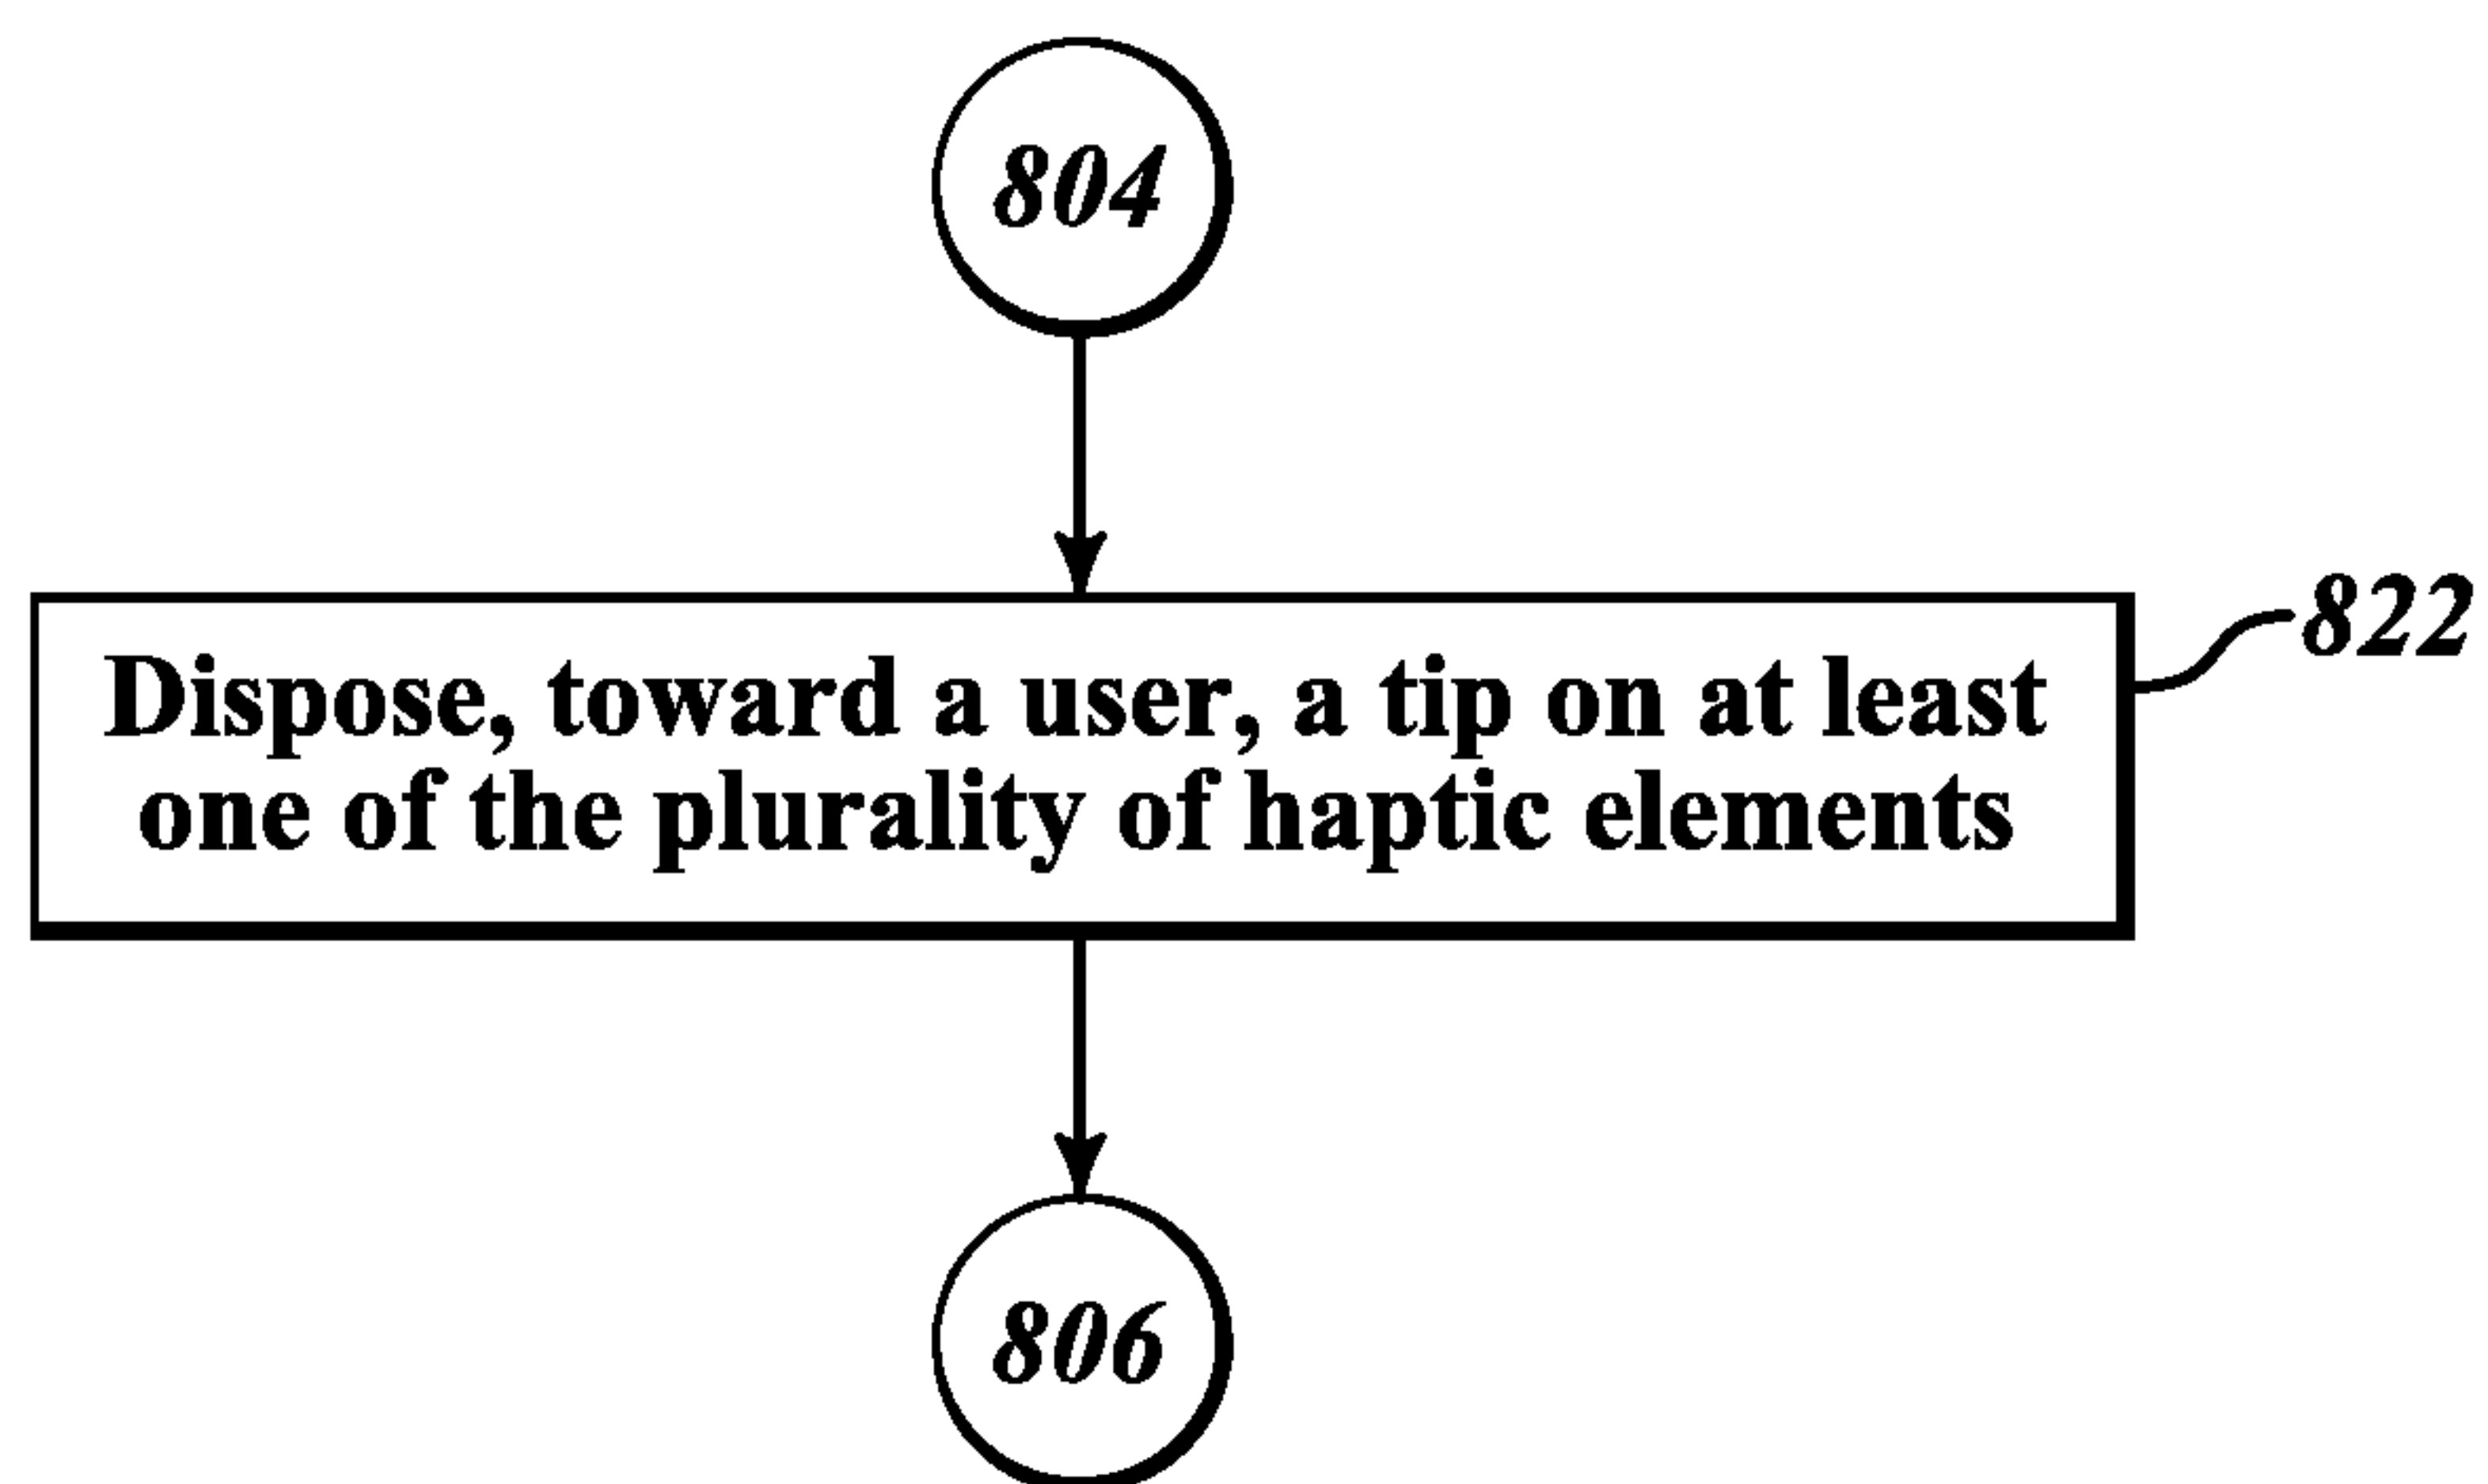 804
822
Dispose, toward a user, a tip on at least
one of the plurality of haptic elements
806